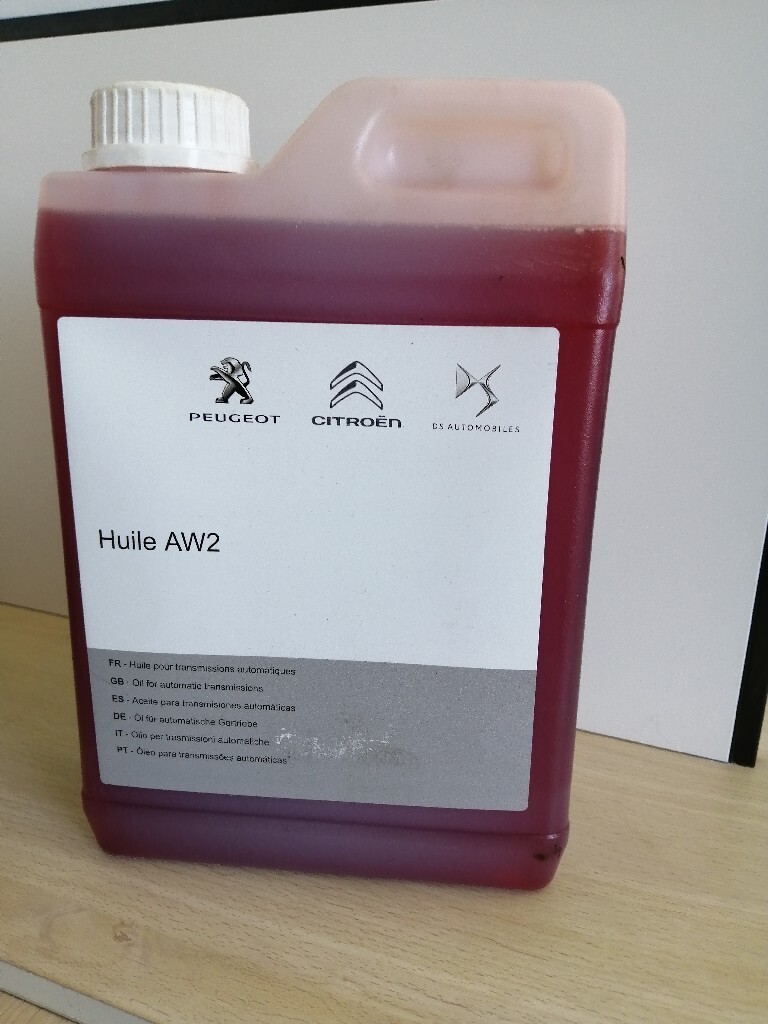 PEUGEOT CITROËN DS AUTOMOBILES
Huile AW2
FR - Huile pour transmissions automatiques
GB - Oil for automatic transmissions
ES - Aceite para transmisiones automáticas
DE - Öl für automatische Getriebe
IT - Olio per trasmissioni automatiche
PT - Óleo para transmissões automáticas